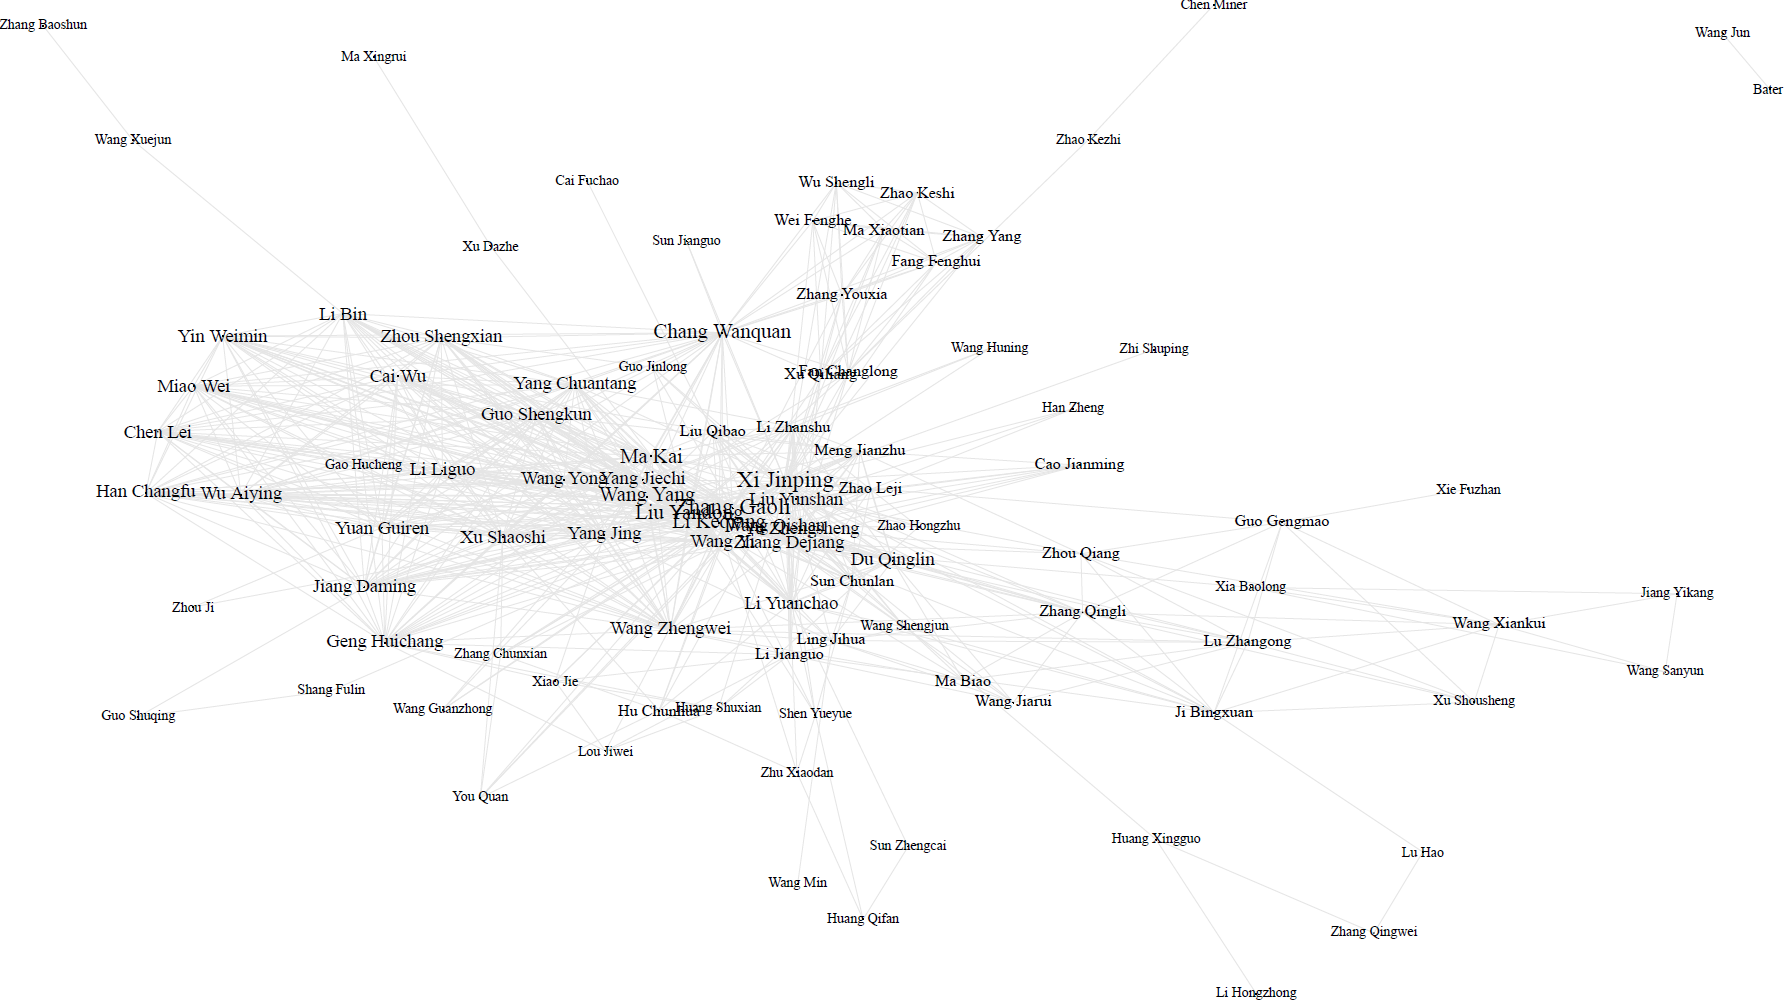 Chen Miner
Zhang Baoshun
Wang Jun
Ma Xingrui
Bater
Wang Xuejun
Zhao Kezhi
Cai Fuchao
Wu Shengli
Zhao Keshi
Wei Fenghe
Ma Xiaotian
Zhang Yang
Sun Jianguo
Xu Dazhe
Fang Fenghui
Zhang Youxia
Li Bin
Chang Wanquan
Yin Weimin
Zhou Shengxian
Wang Huning
Zhi Shuping
Guo Jinlong
Fan Changlong
Xu Qiliang
Cai Wu
Yang Chuantang
Miao Wei
Han Zheng
Guo Shengkun
Li Zhanshu
Liu Qibao
Chen Lei
Meng Jianzhu
Ma Kai
Gao Hucheng
Cao Jianming
Li Liguo
Wang Yong
Yang Jiechi
Xi Jinping
Zhao Leji
Xie Fuzhan
Han Changfu
Wu Aiying
Wang Yang
Liu Yunshan
Zhang Gaoli
Liu Yandong
Li Keqiang
Guo Gengmao
Wang Qishan
Yu Zhengsheng
Zhao Hongzhu
Yuan Guiren
Xu Shaoshi
Yang Jing
Wang Yi
Zhang Dejiang
Zhou Qiang
Du Qinglin
Sun Chunlan
Jiang Daming
Xia Baolong
Jiang Yikang
Li Yuanchao
Zhou Ji
Zhang Qingli
Wang Xiankui
Wang Zhengwei
Wang Shengjun
Geng Huichang
Ling Jihua
Lu Zhangong
Zhang Chunxian
Li Jianguo
Wang Sanyun
Xiao Jie
Ma Biao
Shang Fulin
Wang Jiarui
Xu Shousheng
Wang Guanzhong
Hu Chunhua
Huang Shuxian
Shen Yueyue
Ji Bingxuan
Guo Shuqing
Lou Jiwei
Zhu Xiaodan
You Quan
Huang Xingguo
Sun Zhengcai
Lu Hao
Wang Min
Huang Qifan
Zhang Qingwei
Li Hongzhong